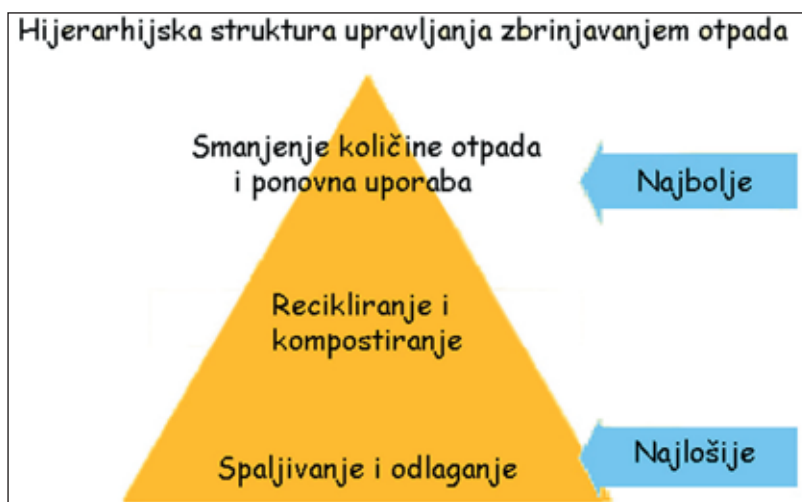 Hijerarhijska struktura upravljanja zbrinjavanjem otpada
Smanjenje količine otpada
i ponovna uporaba
Najbolje
Recikliranje i
kompostiranje
Spaljivanje i odlaganje
Najlošije